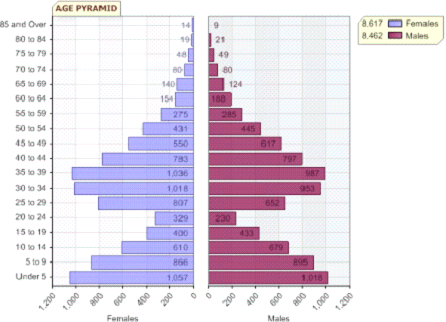 AGE PYRAMID
8,617 Females
8,462 Males
85 and Over 14 9
80 to 84 19 21
75 to 79 48 49
70 to 74 80 80
65 to 69 140 124
60 to 64 154 188
55 to 59 275 285
50 to 54 431 445
45 to 49 550 617
40 to 44 783 797
35 to 39 1,036 987
30 to 34 1,018 953
25 to 29 807 652
20 to 24 329 230
15 to 19 400 433
10 to 14 610 679
5 to 9 866 895
Under 5 1,057 1,018
1,200 1,000 800 600 400 200 0 0 200 400 600 800 1,000 1,200
Females Males